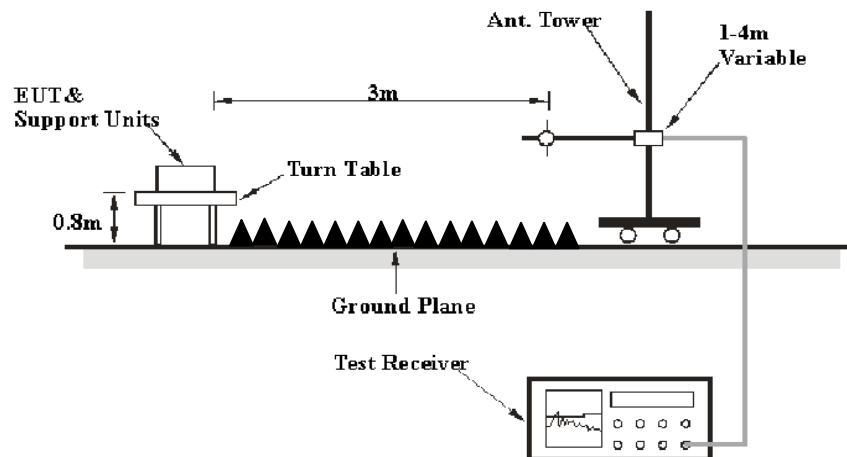 Ant. Tower
1-4m
Variable
3m
EUT&
Support Units
Turn Table
0.8m
Ground Plane
Test Receiver